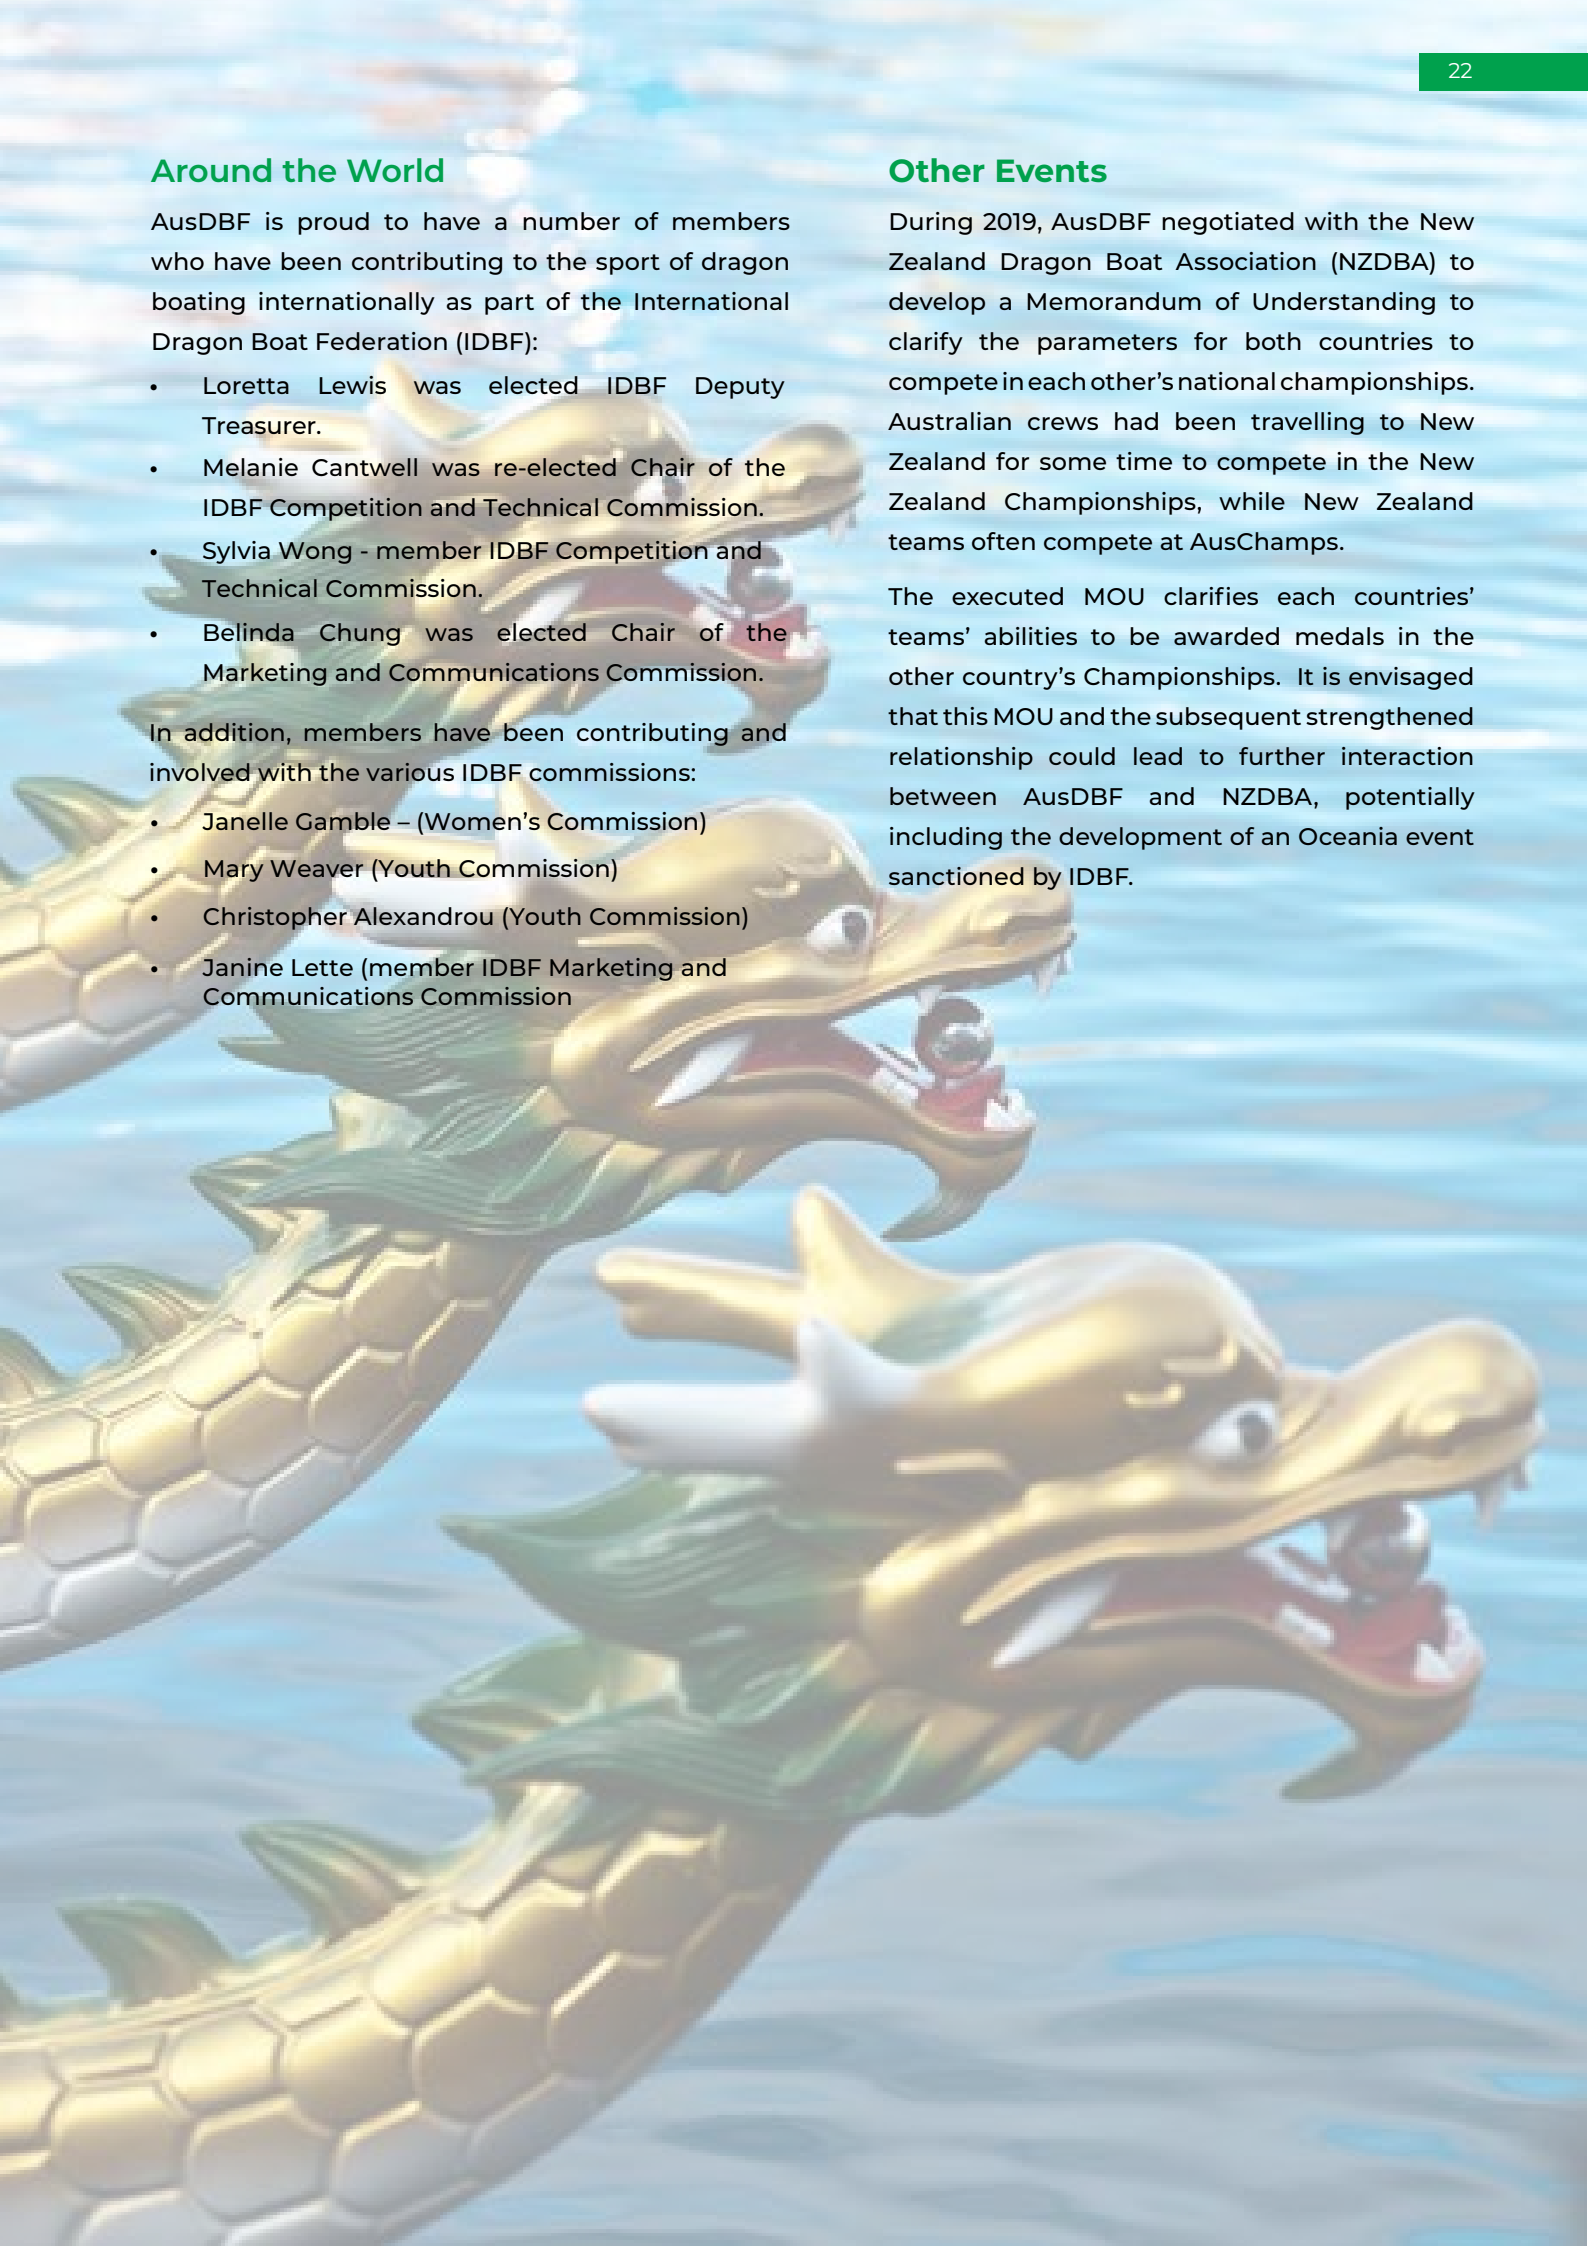 22
Around the World
AusDBF is proud to have a number of members
who have been contributing to the sport of dragon
boating internationally as part of the International
Dragon Boat Federation (IDBF):
• Loretta Lewis was elected IDBF Deputy
Treasurer.
• Melanie Cantwell was re-elected Chair of the
IDBF Competition and Technical Commission.
• Sylvia Wong - member IDBF Competition and
Technical Commission.
• Belinda Chung was elected Chair of the
Marketing and Communications Commission.
In addition, members have been contributing and
involved with the various IDBF commissions:
• Janelle Gamble – (Women’s Commission)
• Mary Weaver (Youth Commission)
• Christopher Alexandrou (Youth Commission)
• Janine Lette (member IDBF Marketing and
Communications Commission
Other Events
During 2019, AusDBF negotiated with the New
Zealand Dragon Boat Association (NZDBA) to
develop a Memorandum of Understanding to
clarify the parameters for both countries to
compete in each other’s national championships.
Australian crews had been travelling to New
Zealand for some time to compete in the New
Zealand Championships, while New Zealand
teams often compete at AusChamps.
The executed MOU clarifies each countries’
teams’ abilities to be awarded medals in the
other country’s Championships. It is envisaged
that this MOU and the subsequent strengthened
relationship could lead to further interaction
between AusDBF and NZDBA, potentially
including the development of an Oceania event
sanctioned by IDBF.